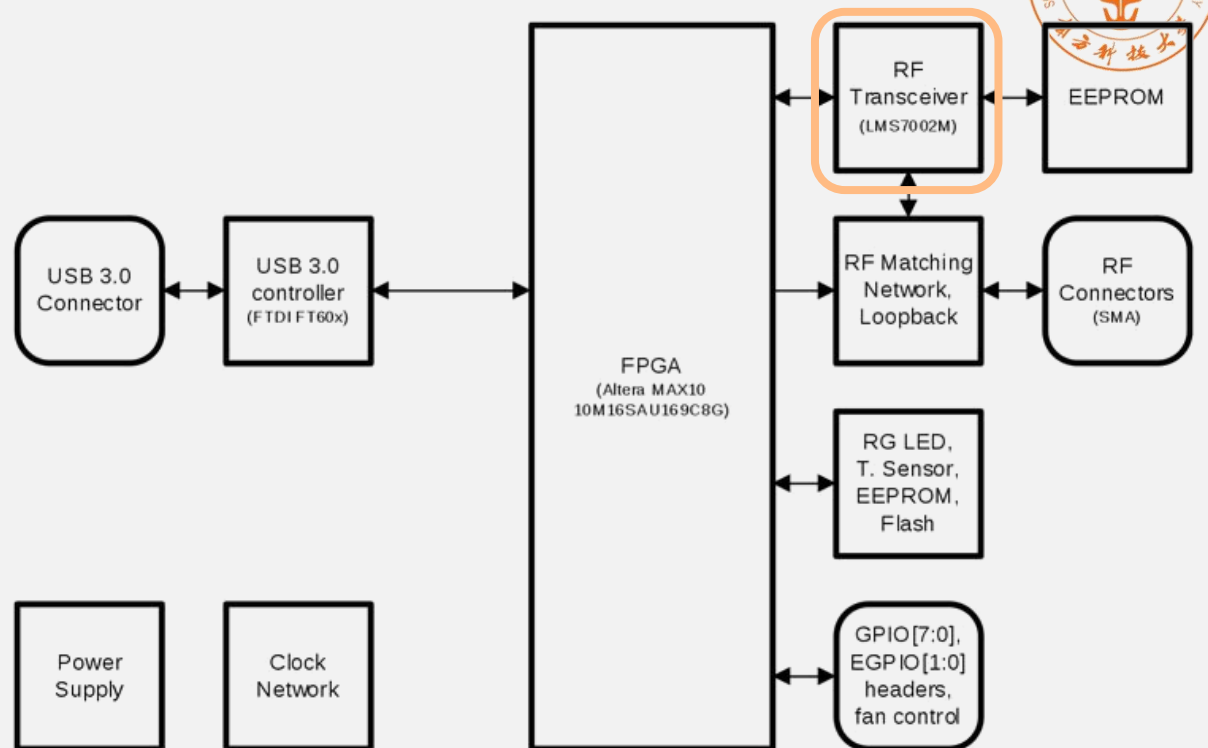 RF
Transceiver
(LMS7002M)
EEPROM
USB 3.0
Connector
USB 3.0
controller
(FTDI FT60x)
RF Matching
Network,
Loopback
RF
Connectors
(SMA)
FPGA
(Altera MAX10
10M16SAU169C8G)
RG LED,
T. Sensor,
EEPROM,
Flash
Power
Supply
Clock
Network
GPIO[7:0],
EGPIO[1:0]
headers,
fan control